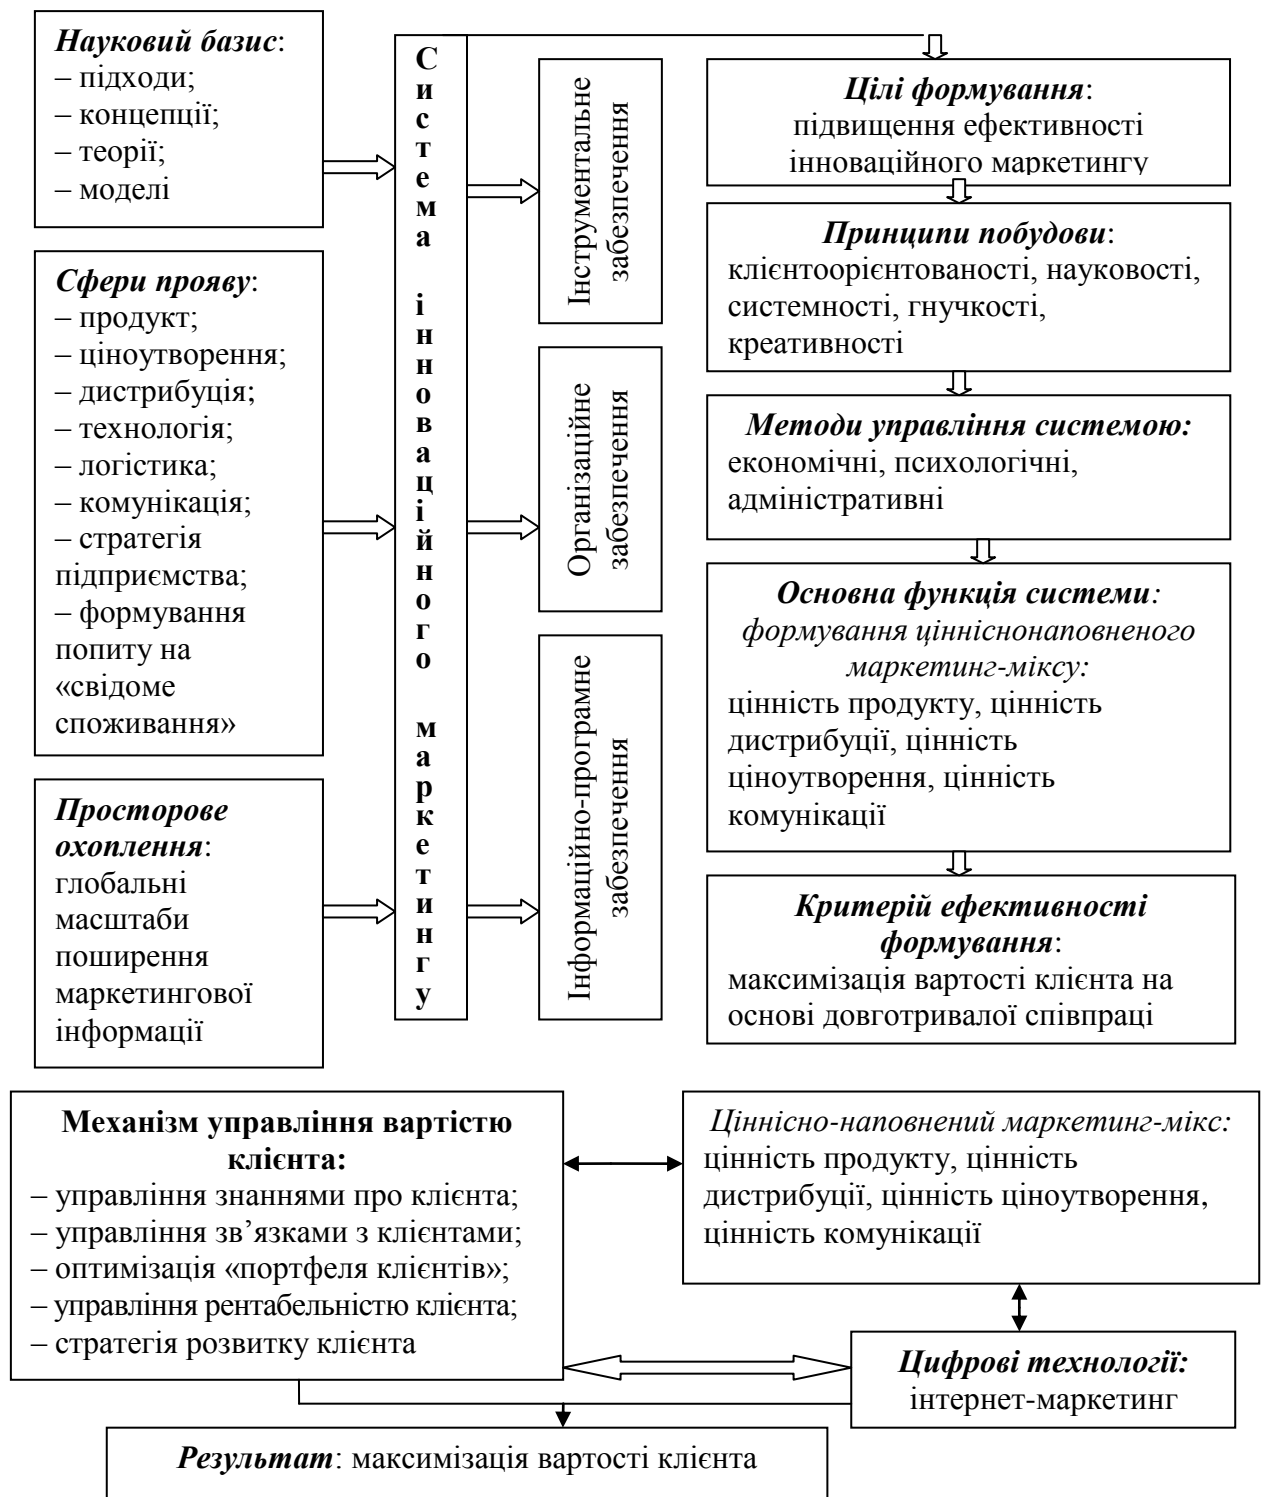 Науковий базис:
– підходи;
– концепції;
– теорії;
– моделі
Сфери прояву:
– продукт;
– ціноутворення;
– дистрибуція;
– технологія;
– логістика;
– комунікація;
– стратегія
підприємства;
– формування
попиту на
«свідоме
споживання»
Просторове
охоплення:
глобальні
масштаби
поширення
маркетингової
інформації
Система інноваційного маркетингу
Інструментальне
забезпечення
Організаційне
забезпечення
Інформаційно-програмне
забезпечення
Цілі формування:
підвищення ефективності
інноваційного маркетингу
Принципи побудови:
клієнтоорієнтованості, науковості,
системності, гнучкості,
креативності
Методи управління системою:
економічні, психологічні,
адміністративні
Основна функція системи:
формування цінніснонаповненого
маркетинг-міксу:
цінність продукту, цінність
дистрибуції, цінність
ціноутворення, цінність
комунікації
Критерій ефективності
формування:
максимізація вартості клієнта на
основі довготривалої співпраці
Механізм управління вартістю
клієнта:
– управління знаннями про клієнта;
– управління зв’язками з клієнтами;
– оптимізація «портфеля клієнтів»;
– управління рентабельністю клієнта;
– стратегія розвитку клієнта
Ціннісно-наповнений маркетинг-мікс:
цінність продукту, цінність
дистрибуції, цінність ціноутворення,
цінність комунікації
Цифрові технології:
інтернет-маркетинг
Результат: максимізація вартості клієнта